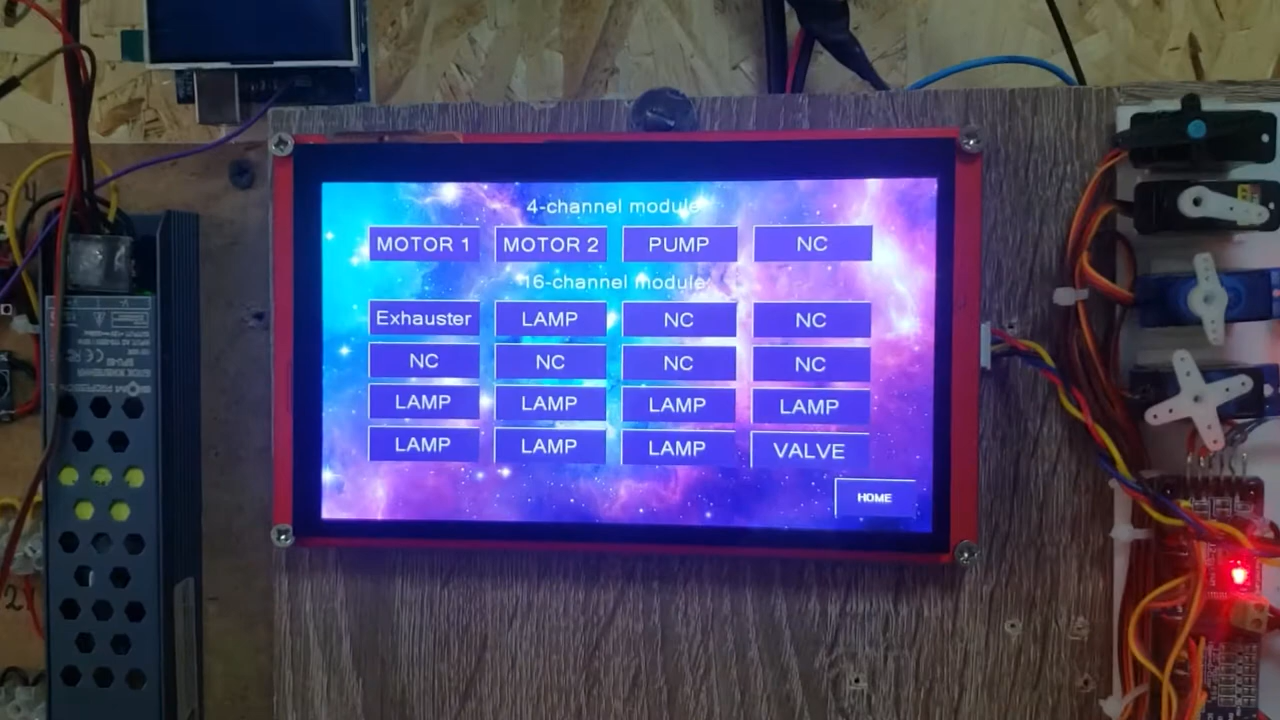 4-channel module:
MOTOR 1 MOTOR 2 PUMP NC
16-channel module:
Exhauster LAMP NC NC
NC NC NC NC
LAMP LAMP LAMP LAMP
LAMP LAMP LAMP VALVE
HOME
2